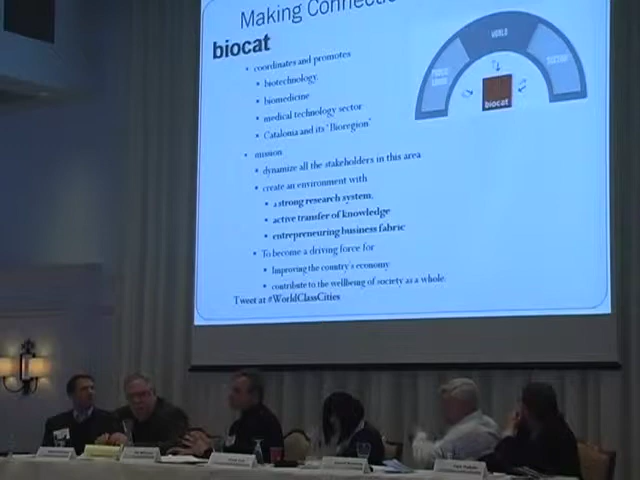 Making Connectio
biocat
• coordinates and promotes
• biotechnology,
• biomedicine
• medical technology sector
• Catalonia and its "Bioregion"
• mission
• dynamize all the stakeholders in this area
• create an environment with
• a strong research system,
• active transfer of knowledge
• entrepreneuring business fabric
• To become a driving force for
• Improving the country's economy
• contribute to the wellbeing of society as a whole.
Tweet at #WorldClassCities
WORLD
PUBLIC
SECTOR
biocat